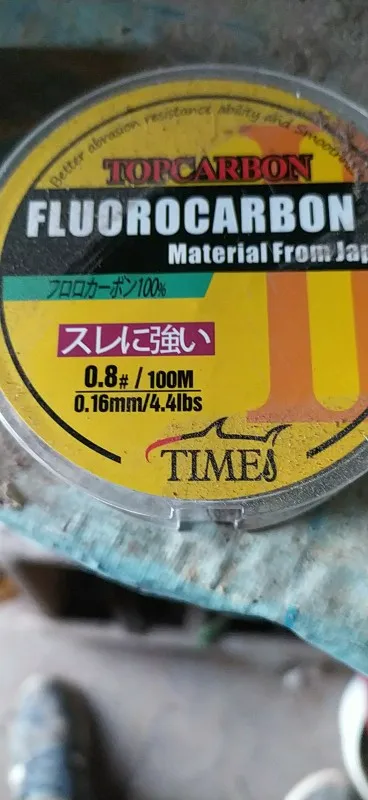 Better abrasion resistance ability and Smooth
TOPCARBON
FLUOROCARBON
Material From Jap
フロロカーボン100%
スレに強い
0.8# / 100M
0.16mm/4.4lbs
TIMES